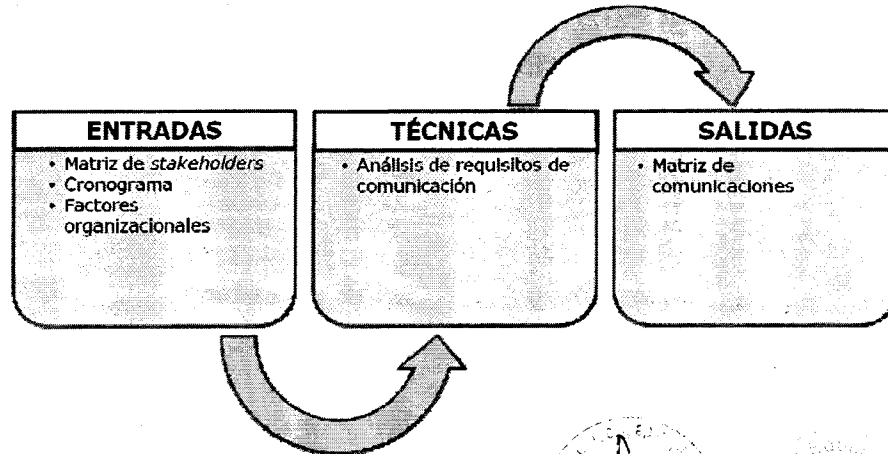 ENTRADAS
• Matriz de stakeholders
• Cronograma
• Factores
organizacionales
TÉCNICAS
• Análisis de requisitos de
comunicación
SALIDAS
• Matriz de
comunicaciones